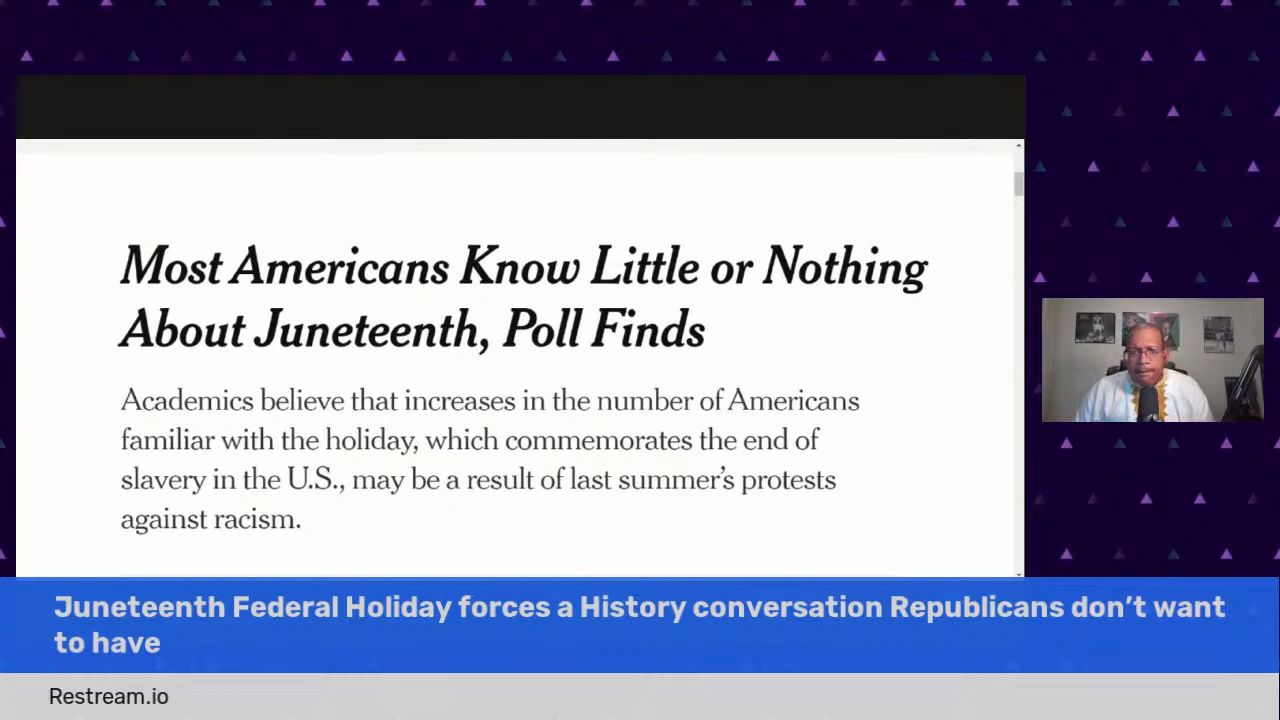 Most Americans Know Little or Nothing
About Juneteenth, Poll Finds
Academics believe that increases in the number of Americans
familiar with the holiday, which commemorates the end of
slavery in the U.S., may be a result of last summer’s protests
against racism.
Juneteenth Federal Holiday forces a History conversation Republicans don’t want
to have
Restream.io